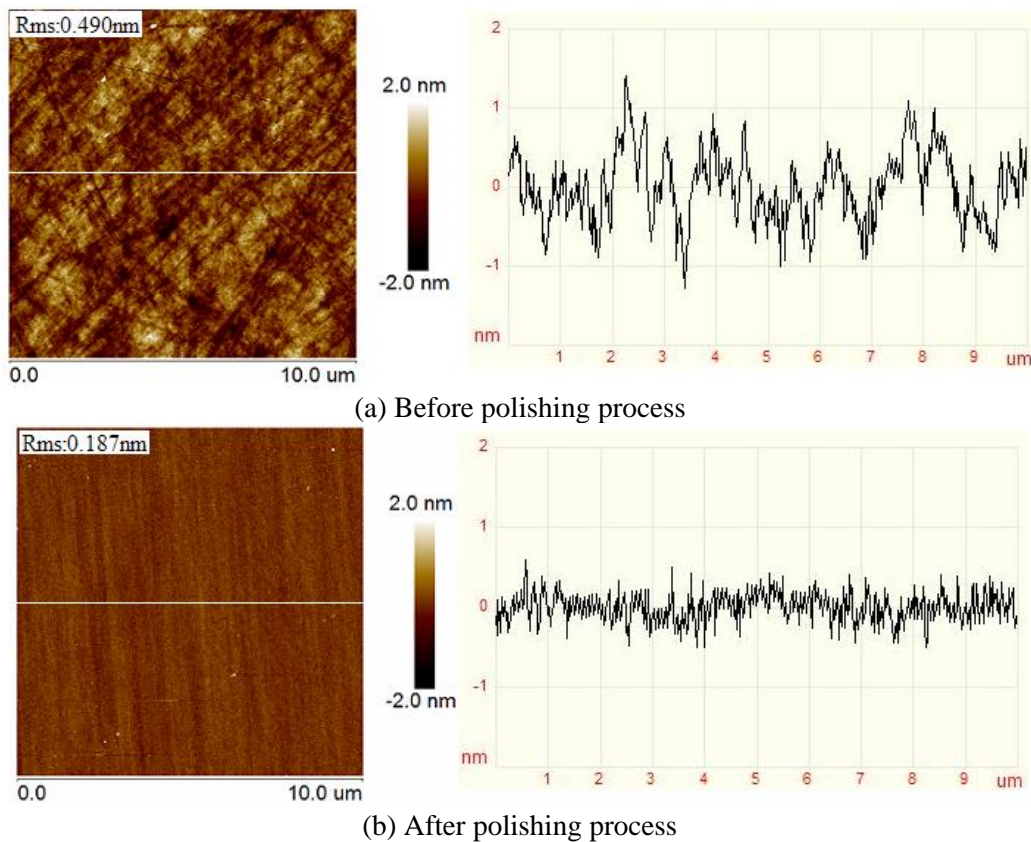 Rms:0.490nm
2.0 nm
-2.0 nm
0.0 10.0 um
2
1
0
-1
nm
1 2 3 4 5 6 7 8 9 um
(a) Before polishing process
Rms:0.187nm
2.0 nm
-2.0 nm
0.0 10.0 um
2
1
0
-1
nm
1 2 3 4 5 6 7 8 9 um
(b) After polishing process